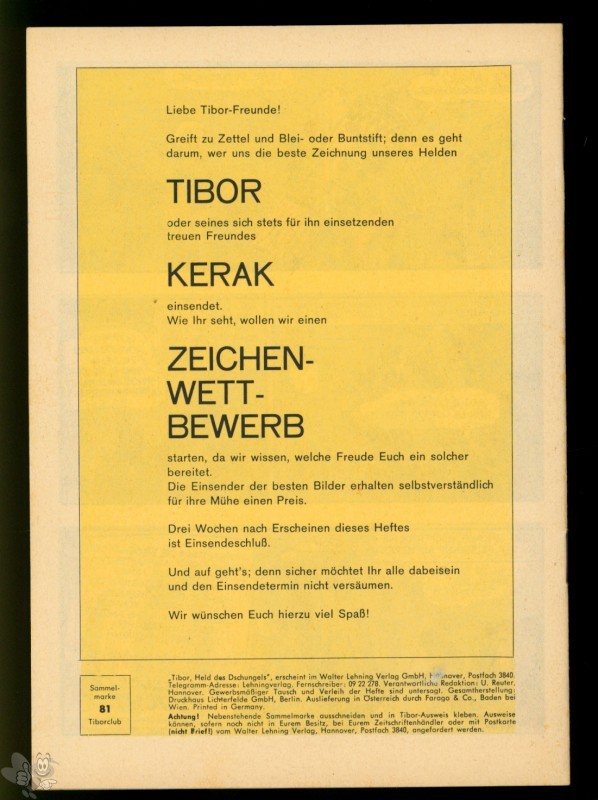 Liebe Tibor-Freunde!
Greift zu Zettel und Blei- oder Buntstift; denn es geht
darum, wer uns die beste Zeichnung unseres Helden
TIBOR
oder seines sich stets für ihn einsetzenden
treuen Freundes
KERAK
einsendet.
Wie Ihr seht, wollen wir einen
ZEICHEN-
WETT-
BEWERB
starten, da wir wissen, welche Freude Euch ein solcher
bereitet.
Die Einsender der besten Bilder erhalten selbstverständlich
für ihre Mühe einen Preis.
Drei Wochen nach Erscheinen dieses Heftes
ist Einsendeschluß.
Und auf geht's; denn sicher möchtet Ihr alle dabeisein
und den Einsendetermin nicht versäumen.
Wir wünschen Euch hierzu viel Spaß!
Sammel-
marke
81
Tiborclub
„Tibor, Held des Dschungels", erscheint im Walter Lehning Verlag GmbH, Hannover, Postfach 3840.
Telegramm-Adresse: Lehningverlag. Fernschreiber: 09 22 278. Verantwortliche Redaktion: U. Reuter,
Hannover. Gewerbsmäßiger Tausch und Verleih der Hefte sind untersagt. Gesamtherstellung:
Druckhaus Lichterfelde GmbH, Berlin. Auslieferung in Österreich durch Farago & Co., Baden bei
Wien. Printed in Germany.
Achtung! Nebenstehende Sammelmarke ausschneiden und in Tibor-Ausweis kleben. Ausweise
können, sofern noch nicht in Eurem Besitz, bei Eurem Zeitschriftenhändler oder mit Postkarte
(nicht Brief!) vom Walter Lehning Verlag, Hannover, Postfach 3840, angefordert werden.